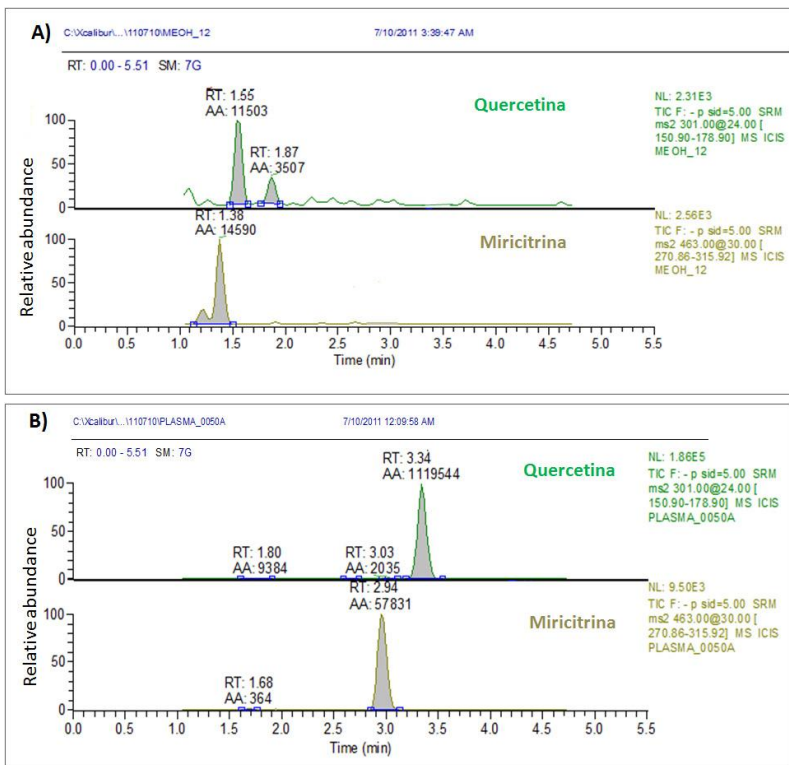 A)
C:\Xcalibur\...\110710\MEOH_12 7/10/2011 3:39:47 AM
RT: 0.00 - 5.51 SM: 7G
Relative abundance
RT: 1.55
AA: 11503
Quercetina
RT: 1.87
AA: 3507
100
50
0
NL: 2.31E3
TIC F: - p sid=5.00 SRM
ms2 301.00@24.00 [
150.90-178.90] MS ICIS
MEOH_12
RT: 1.38
AA: 14590
Miricitrina
100
50
0
NL: 2.56E3
TIC F: - p sid=5.00 SRM
ms2 463.00@30.00 [
270.86-315.92] MS ICIS
MEOH_12
0.0 0.5 1.0 1.5 2.0 2.5 3.0 3.5 4.0 4.5 5.0 5.5
Time (min)
B)
C:\Xcalibur\...\110710\PLASMA_0050A 7/10/2011 12:09:58 AM
RT: 0.00 - 5.51 SM: 7G
Relative abundance
RT: 3.34
AA: 1119544
Quercetina
RT: 1.80
AA: 9384
RT: 3.03
AA: 2035
100
50
0
NL: 1.86E5
TIC F: - p sid=5.00 SRM
ms2 301.00@24.00 [
150.90-178.90] MS ICIS
PLASMA_0050A
RT: 2.94
AA: 57831
Miricitrina
RT: 1.68
AA: 364
100
50
0
NL: 9.50E3
TIC F: - p sid=5.00 SRM
ms2 463.00@30.00 [
270.86-315.92] MS ICIS
PLASMA_0050A
0.0 0.5 1.0 1.5 2.0 2.5 3.0 3.5 4.0 4.5 5.0 5.5
Time (min)